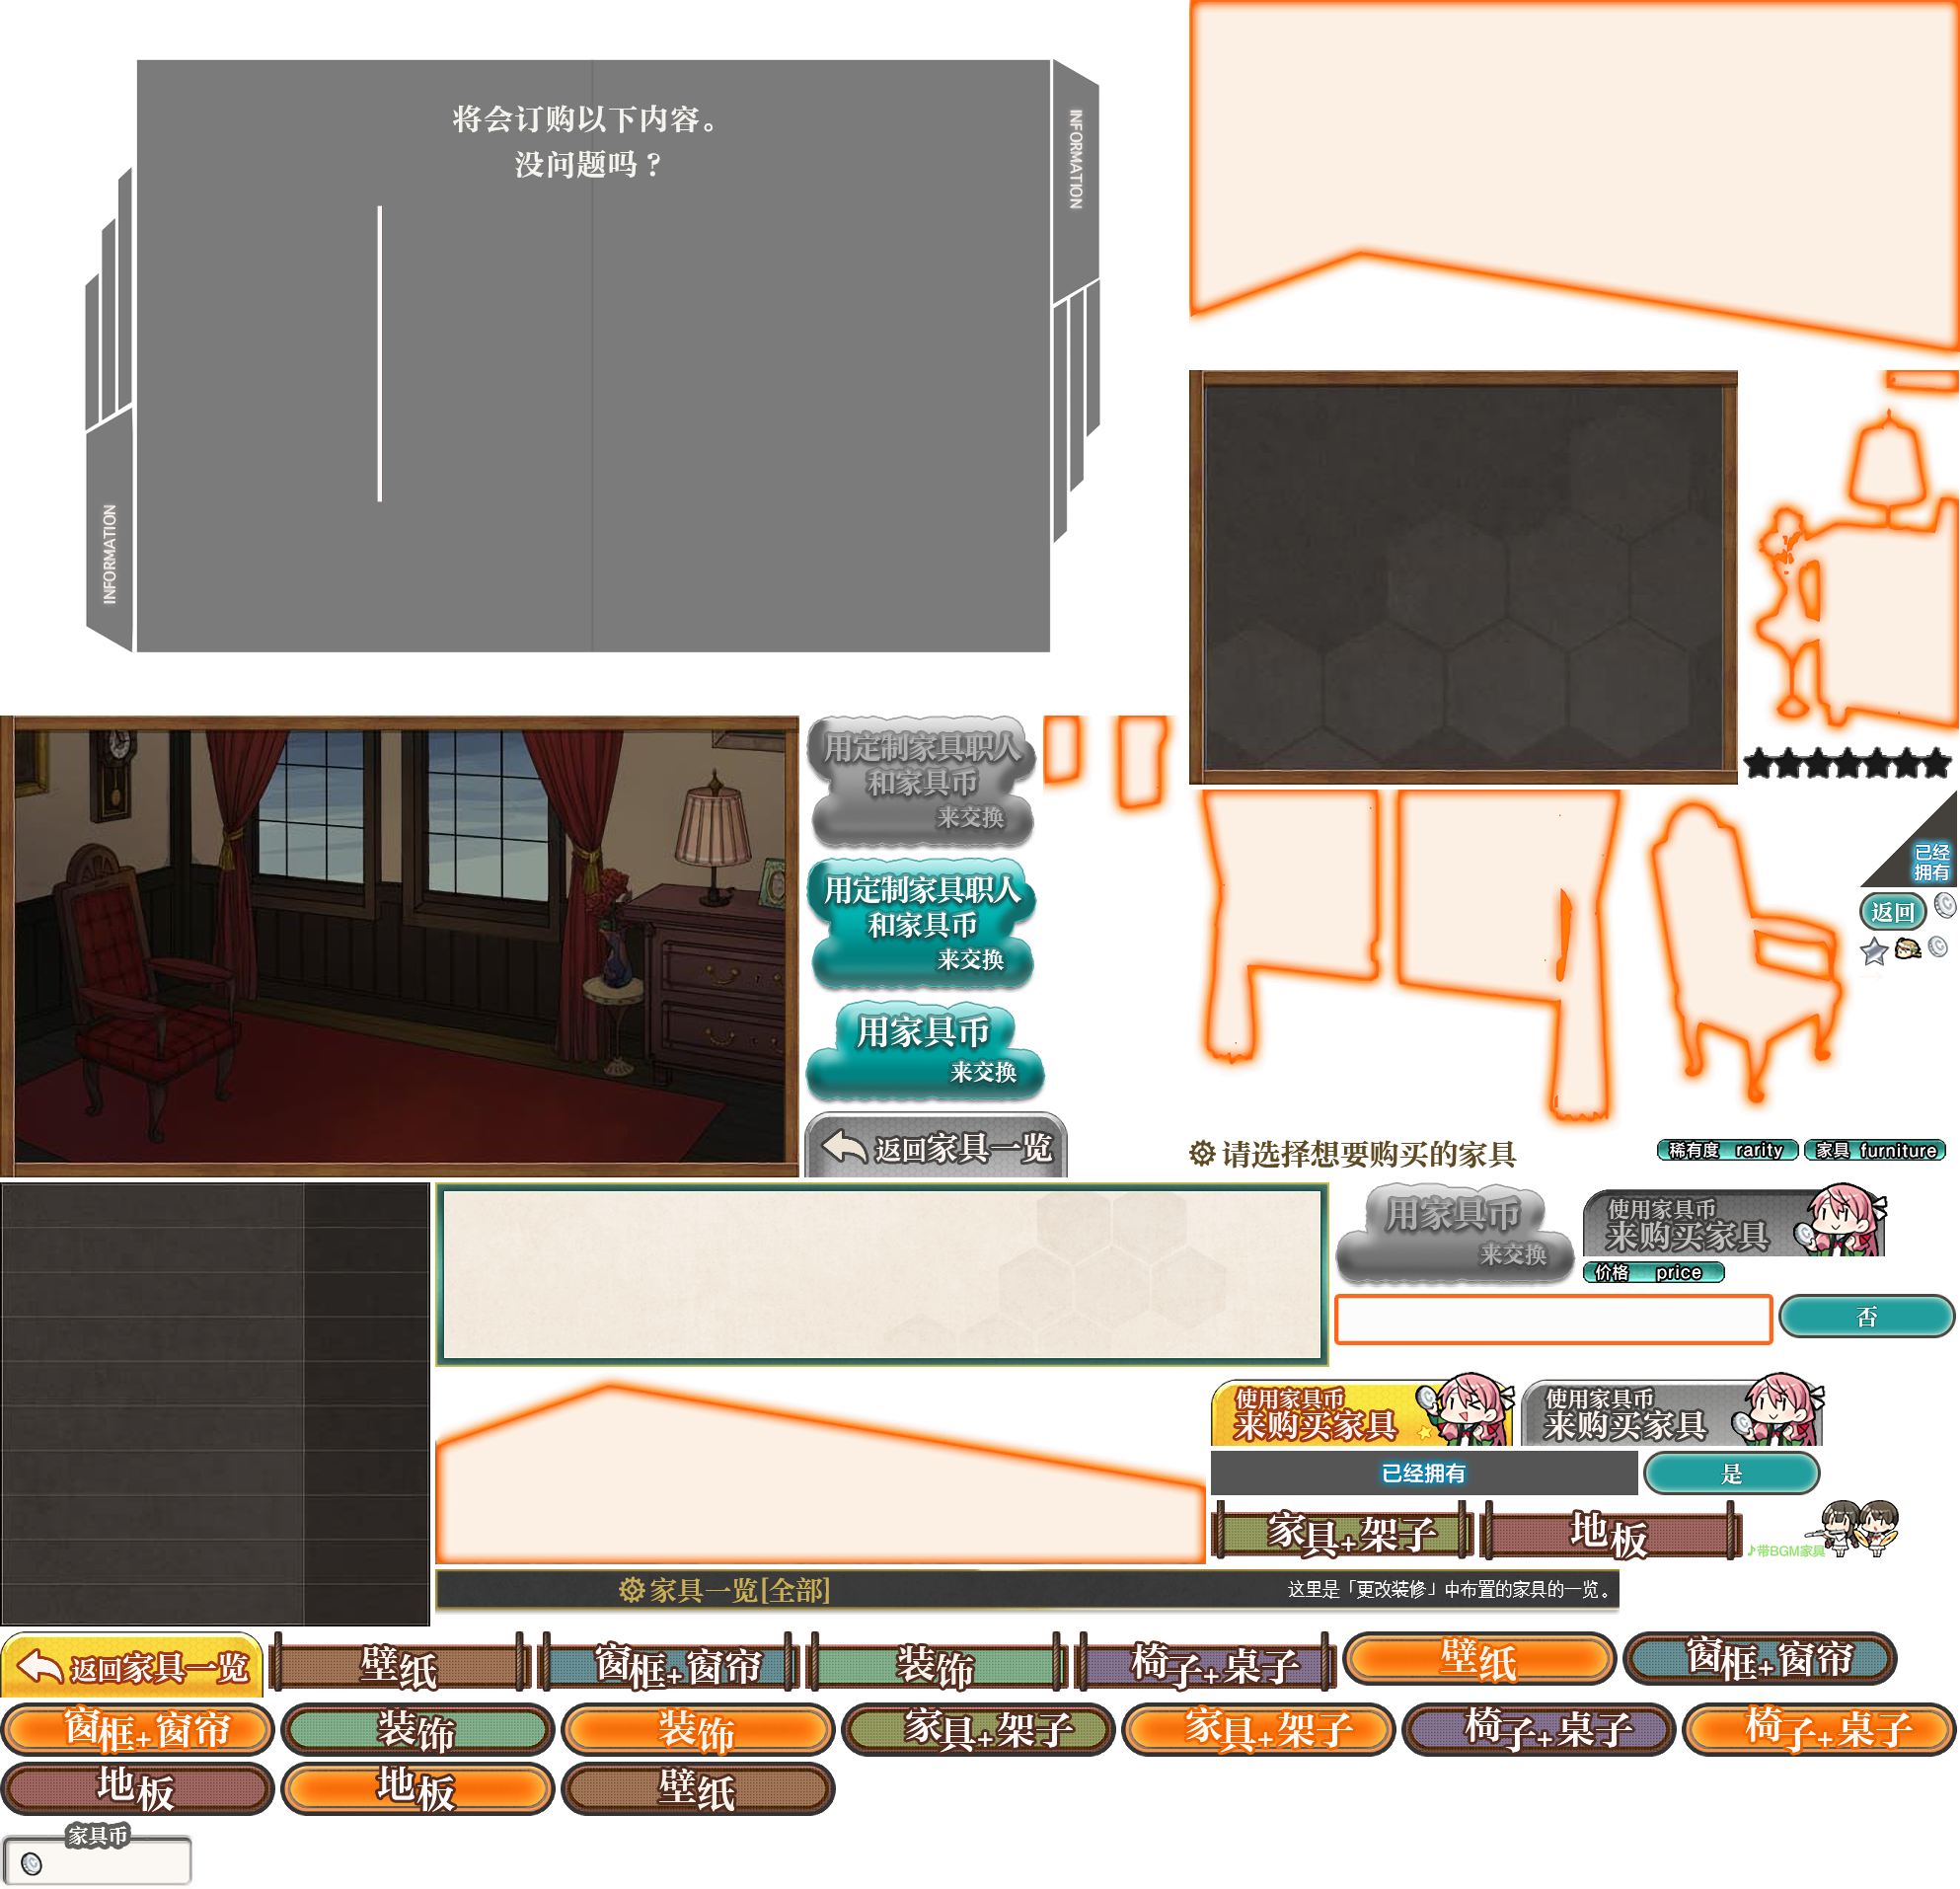 将会订购以下内容。
没问题吗？
INFORMATION
INFORMATION
用定制家具职人
和家具币
来交换
用定制家具职人
和家具币
来交换
用家具币
来交换
返回家具一览
已经
拥有
返回
请选择想要购买的家具
稀有度 rarity
家具 furniture
用家具币
来交换
使用家具币
来购买家具
价格 price
否
使用家具币
来购买家具
使用家具币
来购买家具
已经拥有
是
家具+架子
地板
♪带BGM家具
家具一览[全部]
这里是「更改装修」中布置的家具的一览。
返回家具一览
壁纸
窗框+窗帘
装饰
椅子+桌子
壁纸
窗框+窗帘
窗框+窗帘
装饰
装饰
家具+架子
家具+架子
椅子+桌子
椅子+桌子
地板
地板
壁纸
家具币